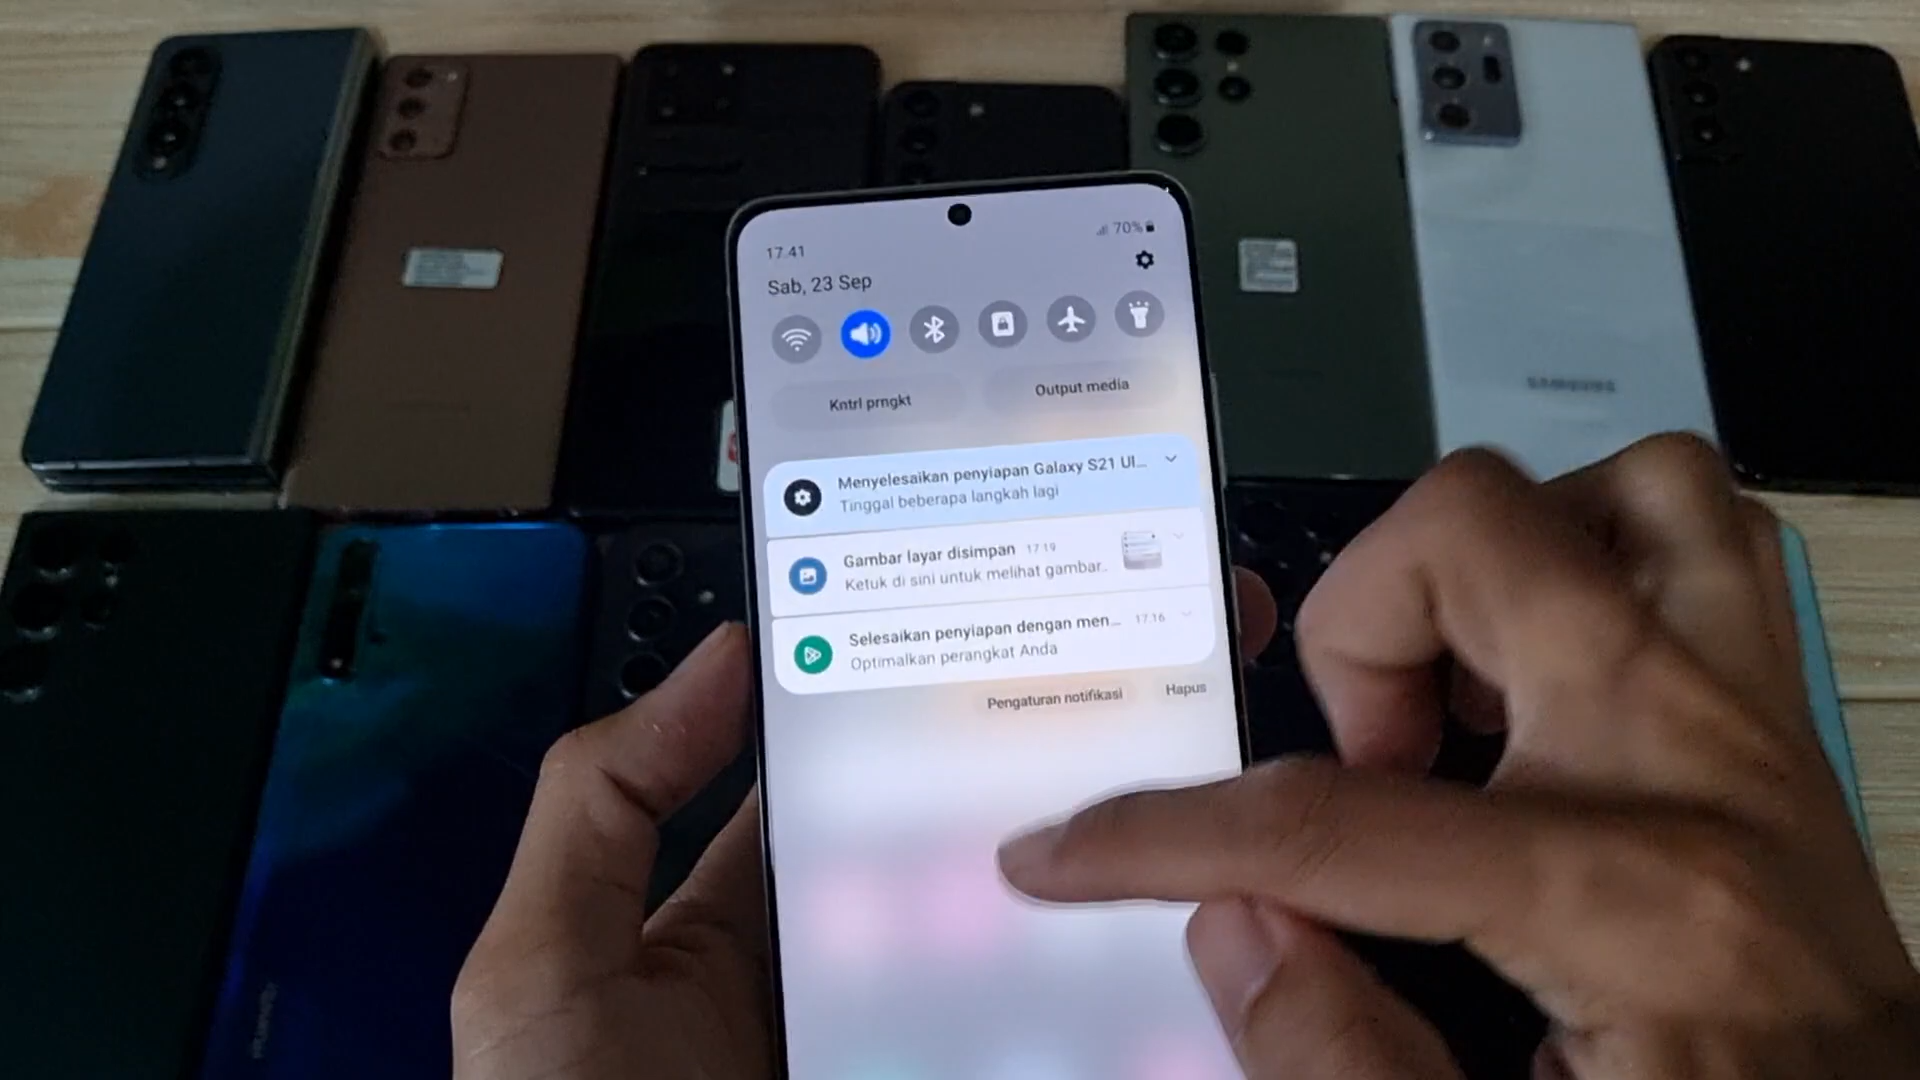 17.41
70%
Sab, 23 Sep
Kntrl prngkt
Output media
Menyelesaikan penyiapan Galaxy S21 Ul...
Tinggal beberapa langkah lagi
Gambar layar disimpan 17.19
Ketuk di sini untuk melihat gambar..
Selesaikan penyiapan dengan men... 17.16
Optimalkan perangkat Anda
Pengaturan notifikasi
Hapus
SAMSUNG
HUAWEI